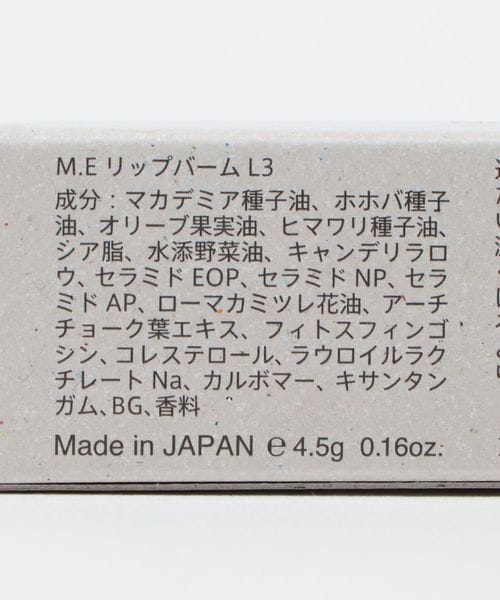 M.E リップバーム L3
成分：マカデミア種子油、ホホバ種子
油、オリーブ果実油、ヒマワリ種子油、
シア脂、水添野菜油、キャンデリラロ
ウ、セラミド EOP、セラミド NP、セラ
ミド AP、ローマカミツレ花油、アーチ
チョーク葉エキス、フィトスフィンゴ
シン、コレステロール、ラウロイルラク
チレート Na、カルボマー、キサンタン
ガム、BG、香料
Made in JAPAN ℮ 4.5g 0.16oz.